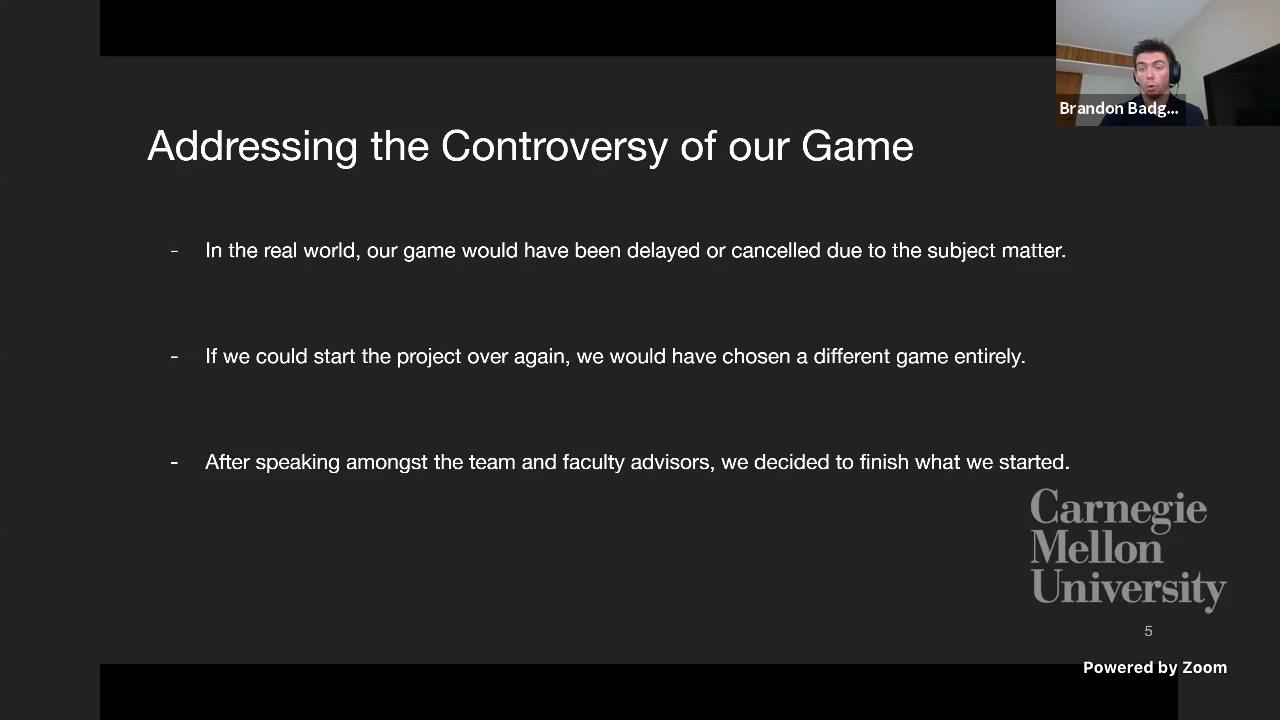 Brandon Badg...
Addressing the Controversy of our Game
- In the real world, our game would have been delayed or cancelled due to the subject matter.
- If we could start the project over again, we would have chosen a different game entirely.
- After speaking amongst the team and faculty advisors, we decided to finish what we started.
Carnegie
Mellon
University
5
Powered by Zoom